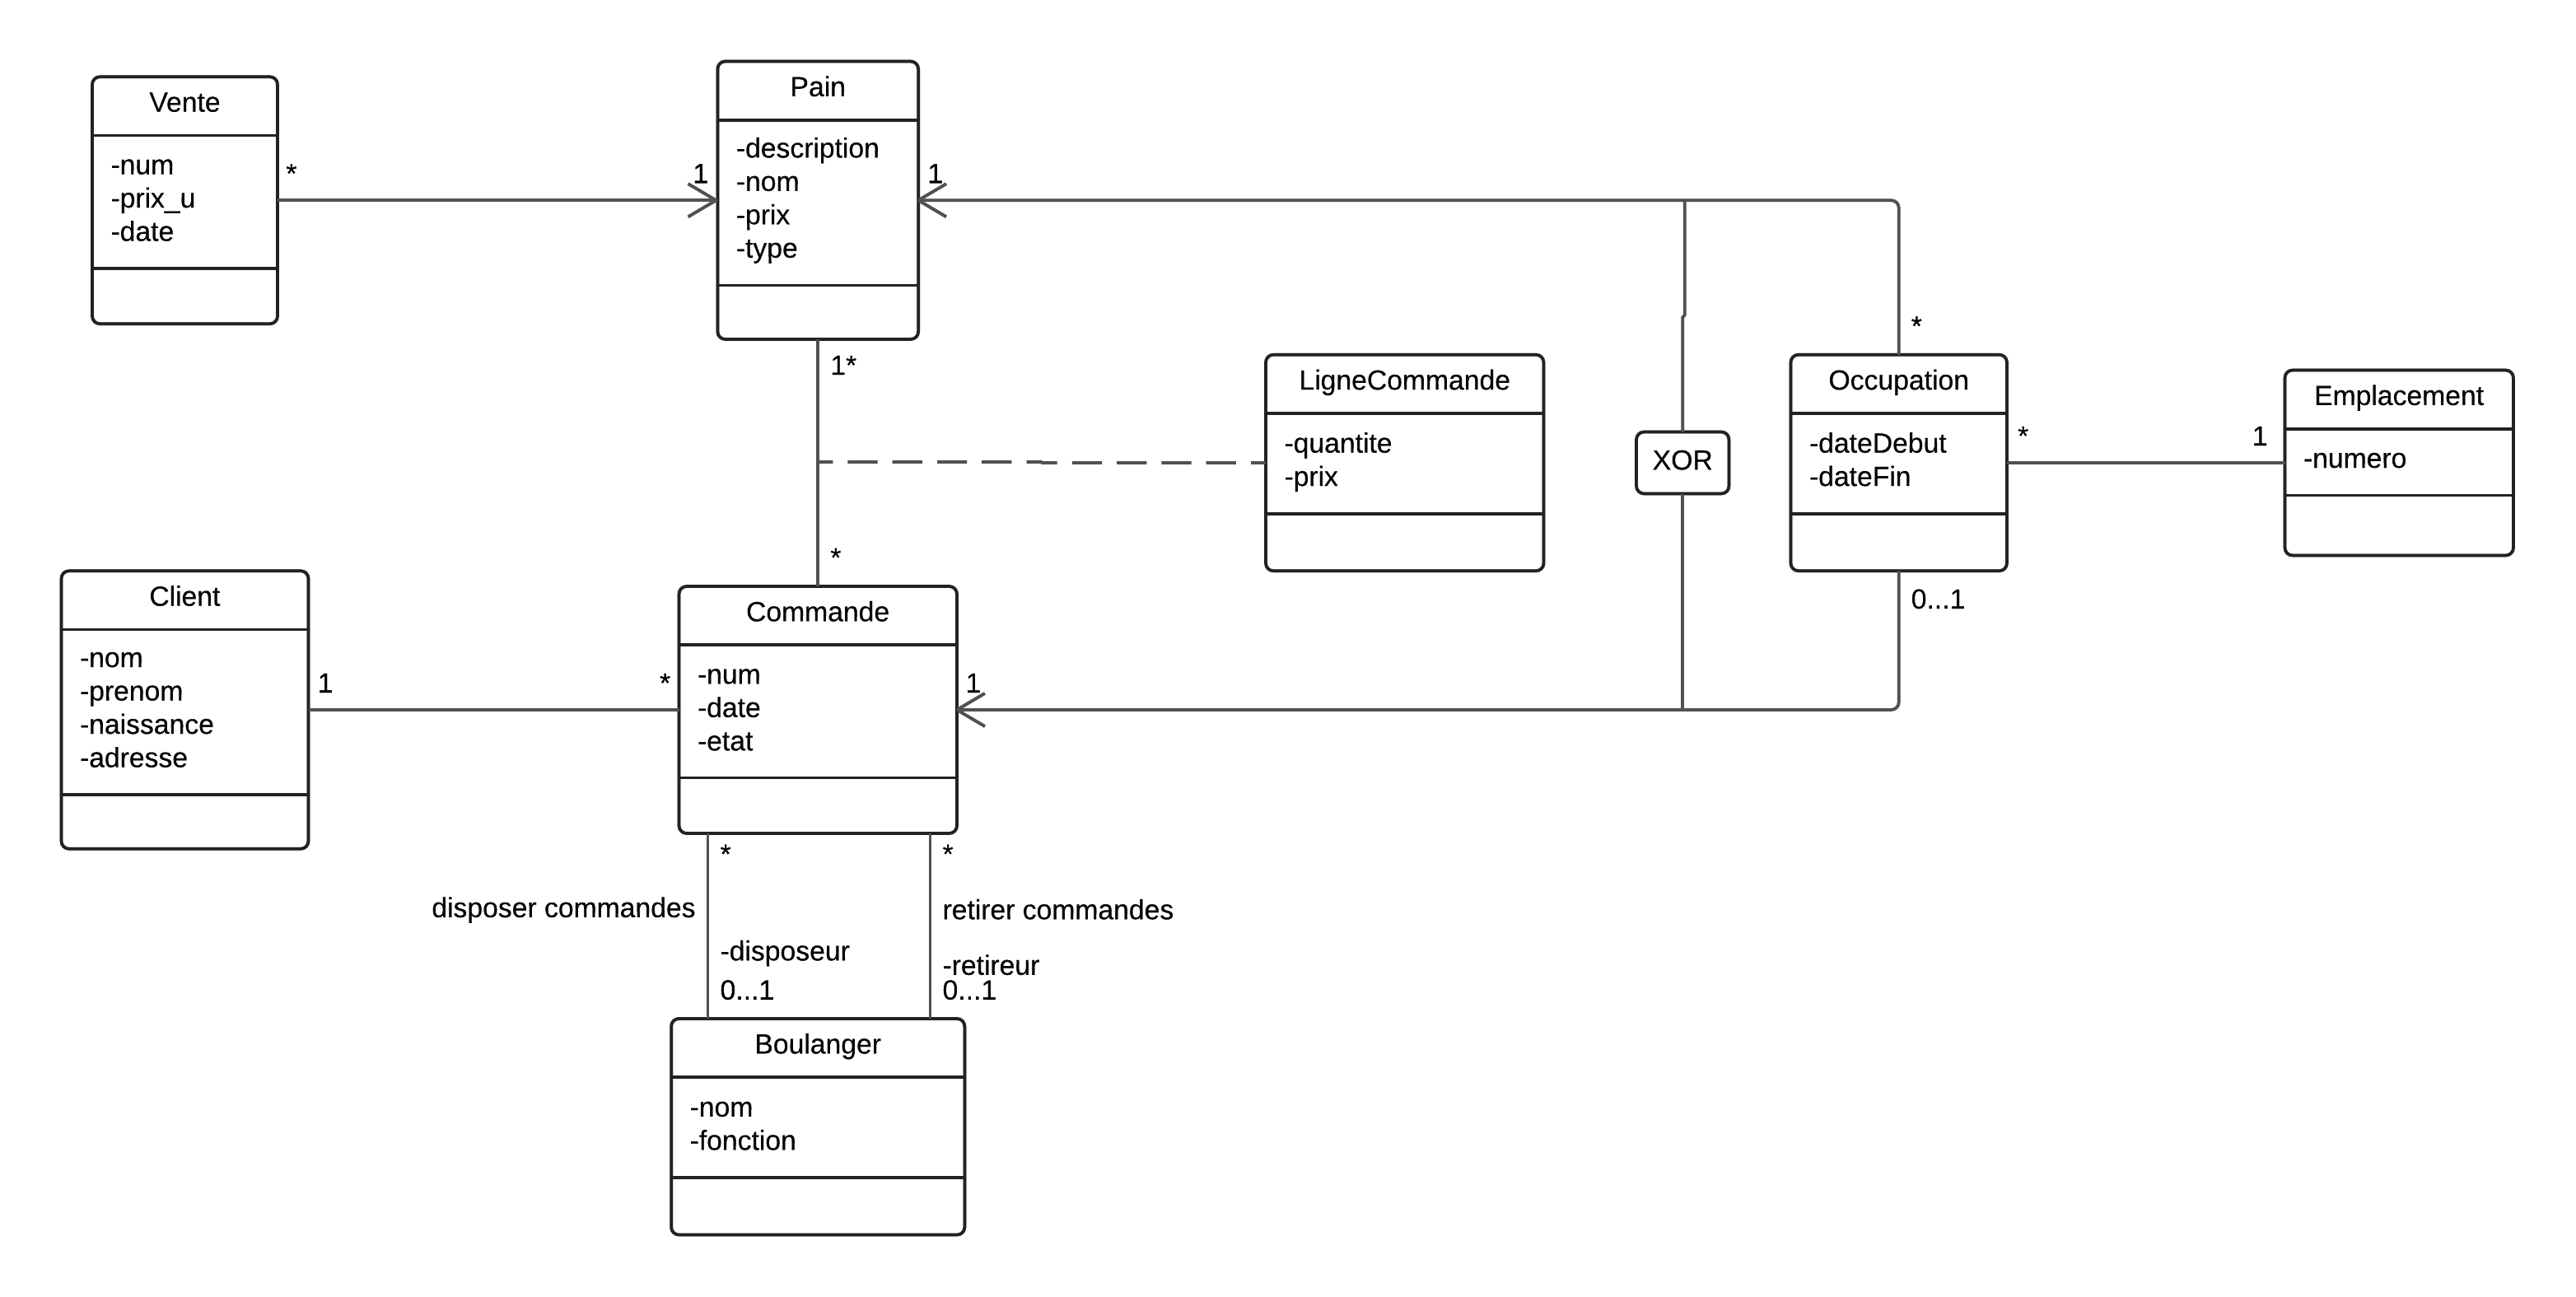 Vente
-num
-prix_u
-date
*
1
Pain
-description
-nom
-prix
-type
1
1*
*
LigneCommande
-quantite
-prix
XOR
*
Occupation
-dateDebut
-dateFin
*
1
0...1
Emplacement
-numero
Client
-nom
-prenom
-naissance
-adresse
1
*
Commande
-num
-date
-etat
1
*
*
disposer commandes
retirer commandes
-disposeur
0...1
-retireur
0...1
Boulanger
-nom
-fonction